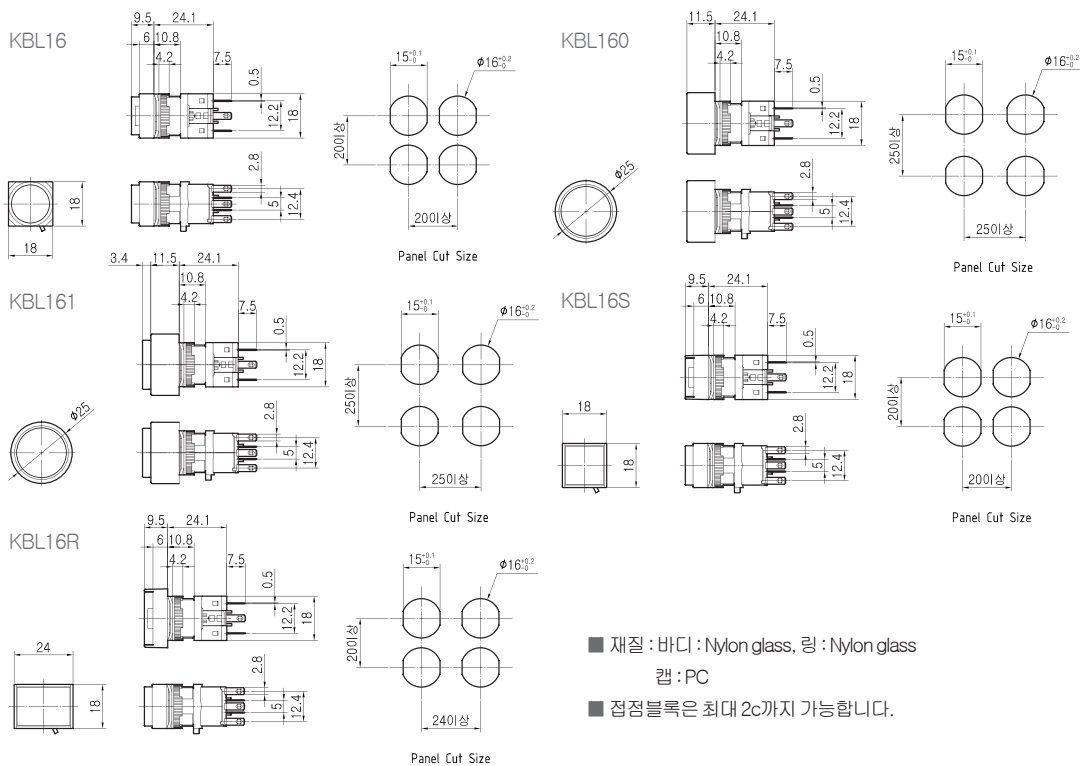 KBL16
9.5 24.1
6 10.8
4.2 7.5
0.5
12.2
18
2.8
5
12.4
18
18
15+0.1-0
ϕ16+0.2-0
20이상
20이상
Panel Cut Size
KBL160
11.5 24.1
10.8
4.2 7.5
0.5
12.2
18
2.8
5
12.4
ϕ25
15+0.1-0
ϕ16+0.2-0
25이상
25이상
Panel Cut Size
KBL161
3.4 11.5 24.1
10.8
4.2 7.5
0.5
12.2
18
2.8
5
12.4
ϕ25
15+0.1-0
ϕ16+0.2-0
25이상
25이상
Panel Cut Size
KBL16S
9.5 24.1
6 10.8
4.2 7.5
0.5
12.2
18
2.8
5
12.4
18
18
15+0.1-0
ϕ16+0.2-0
20이상
20이상
Panel Cut Size
KBL16R
9.5 24.1
6 10.8
4.2 7.5
0.5
12.2
18
2.8
5
12.4
24
18
15+0.1-0
ϕ16+0.2-0
20이상
24이상
Panel Cut Size
■ 재질 : 바디 : Nylon glass, 링 : Nylon glass
캡 : PC
■ 접점블록은 최대 2c까지 가능합니다.